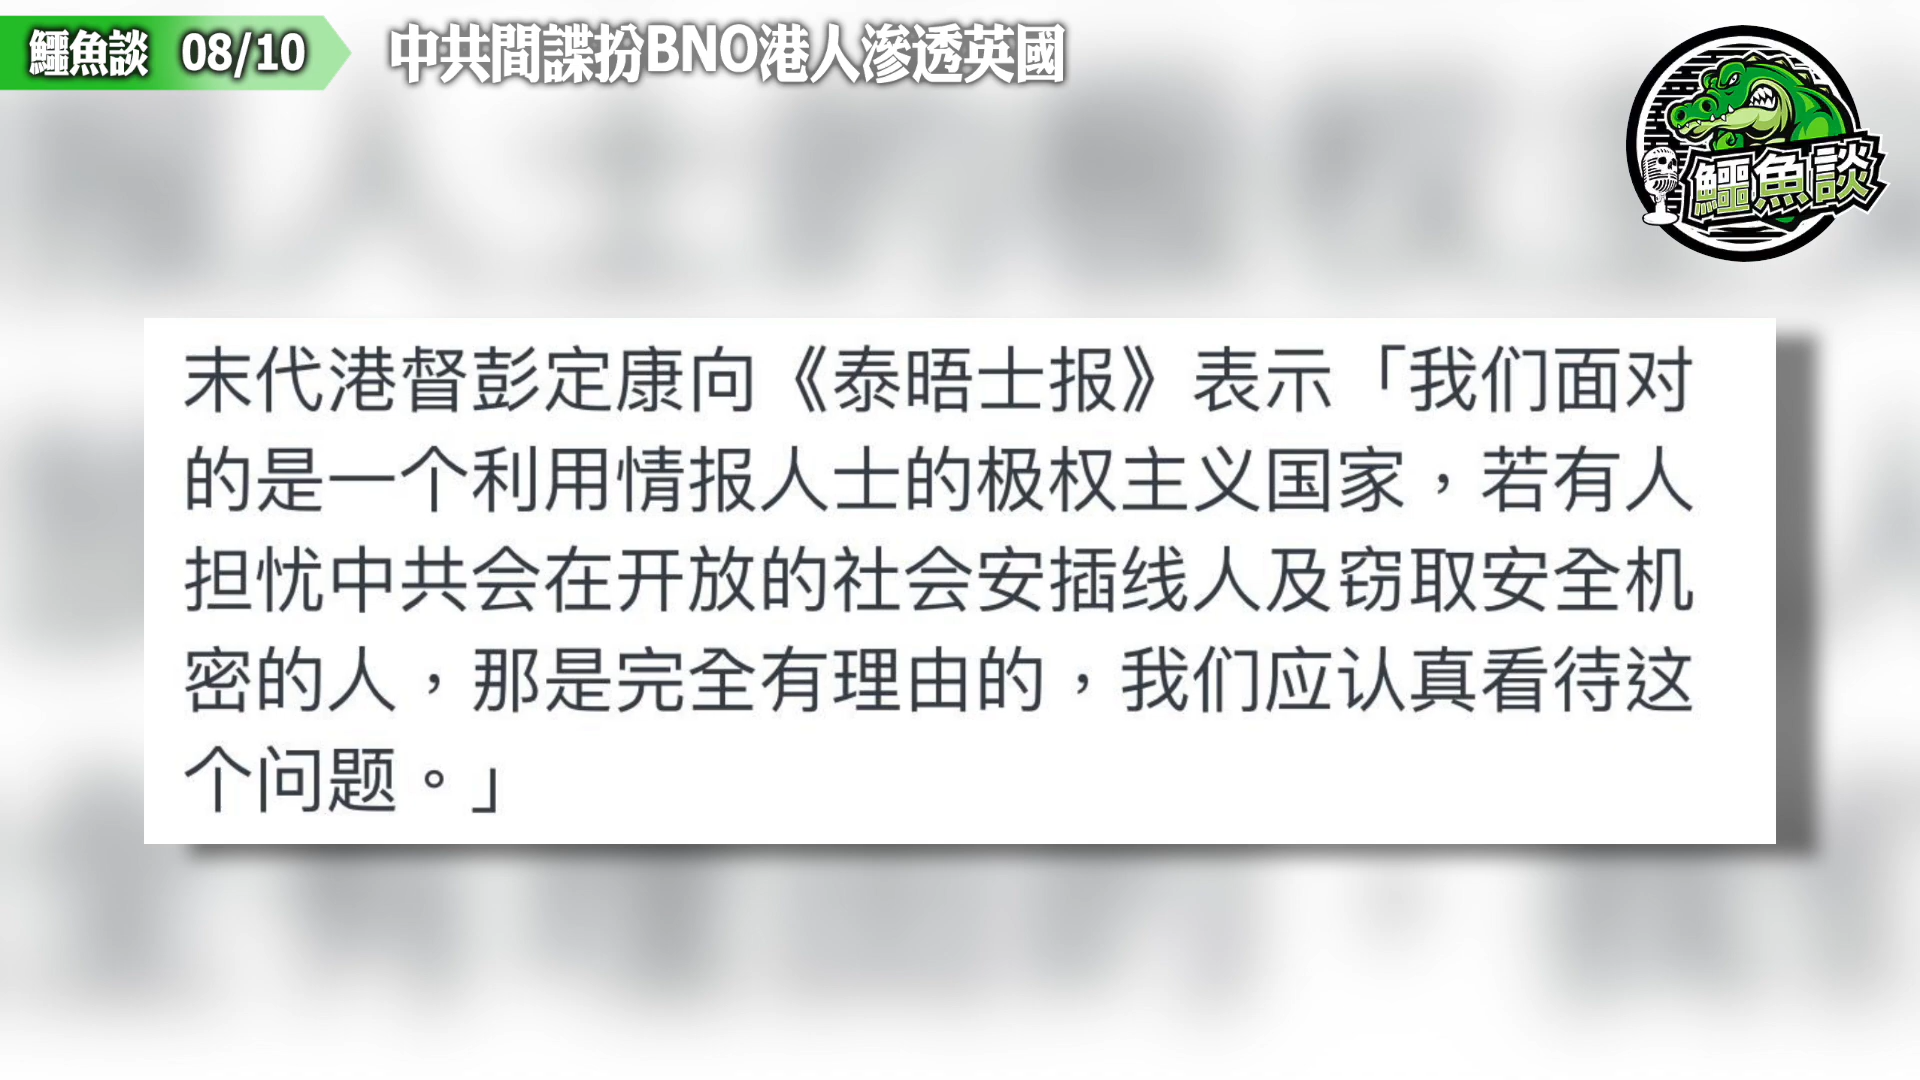 鱷魚談 08/10 中共間諜扮BNO港人滲透英國
鱷魚談
末代港督彭定康向《泰晤士报》表示「我们面对
的是一个利用情报人士的极权主义国家，若有人
担忧中共会在开放的社会安插线人及窃取安全机
密的人，那是完全有理由的，我们应认真看待这
个问题。」